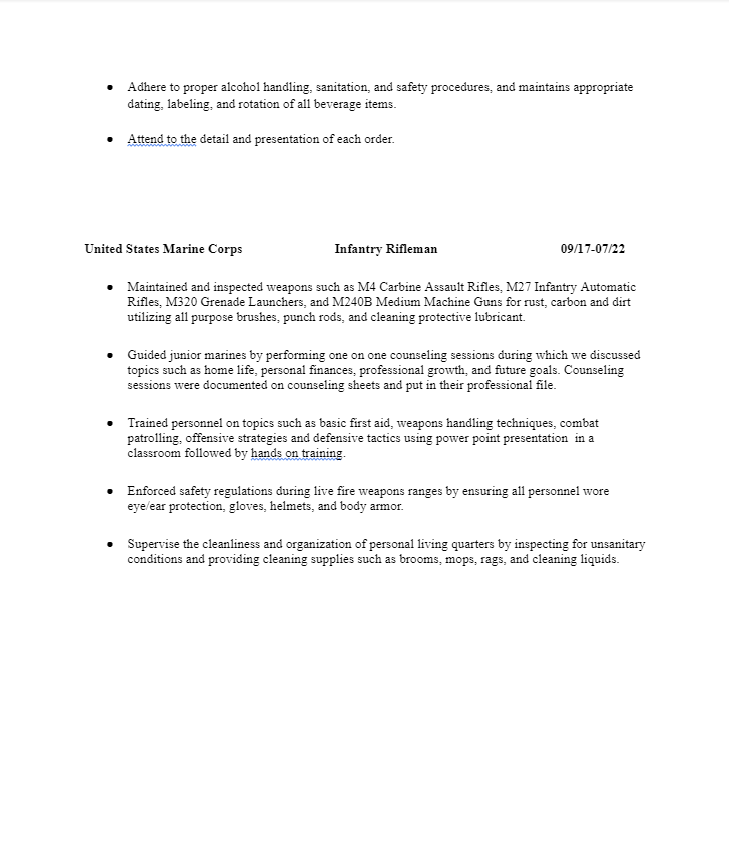 • Adhere to proper alcohol handling, sanitation, and safety procedures, and maintains appropriate
dating, labeling, and rotation of all beverage items.
• Attend to the detail and presentation of each order.
United States Marine Corps Infantry Rifleman 09/17-07/22
• Maintained and inspected weapons such as M4 Carbine Assault Rifles, M27 Infantry Automatic
Rifles, M320 Grenade Launchers, and M240B Medium Machine Guns for rust, carbon and dirt
utilizing all purpose brushes, punch rods, and cleaning protective lubricant.
• Guided junior marines by performing one on one counseling sessions during which we discussed
topics such as home life, personal finances, professional growth, and future goals. Counseling
sessions were documented on counseling sheets and put in their professional file.
• Trained personnel on topics such as basic first aid, weapons handling techniques, combat
patrolling, offensive strategies and defensive tactics using power point presentation  in a
classroom followed by hands on training.
• Enforced safety regulations during live fire weapons ranges by ensuring all personnel wore
eye/ear protection, gloves, helmets, and body armor.
• Supervise the cleanliness and organization of personal living quarters by inspecting for unsanitary
conditions and providing cleaning supplies such as brooms, mops, rags, and cleaning liquids.